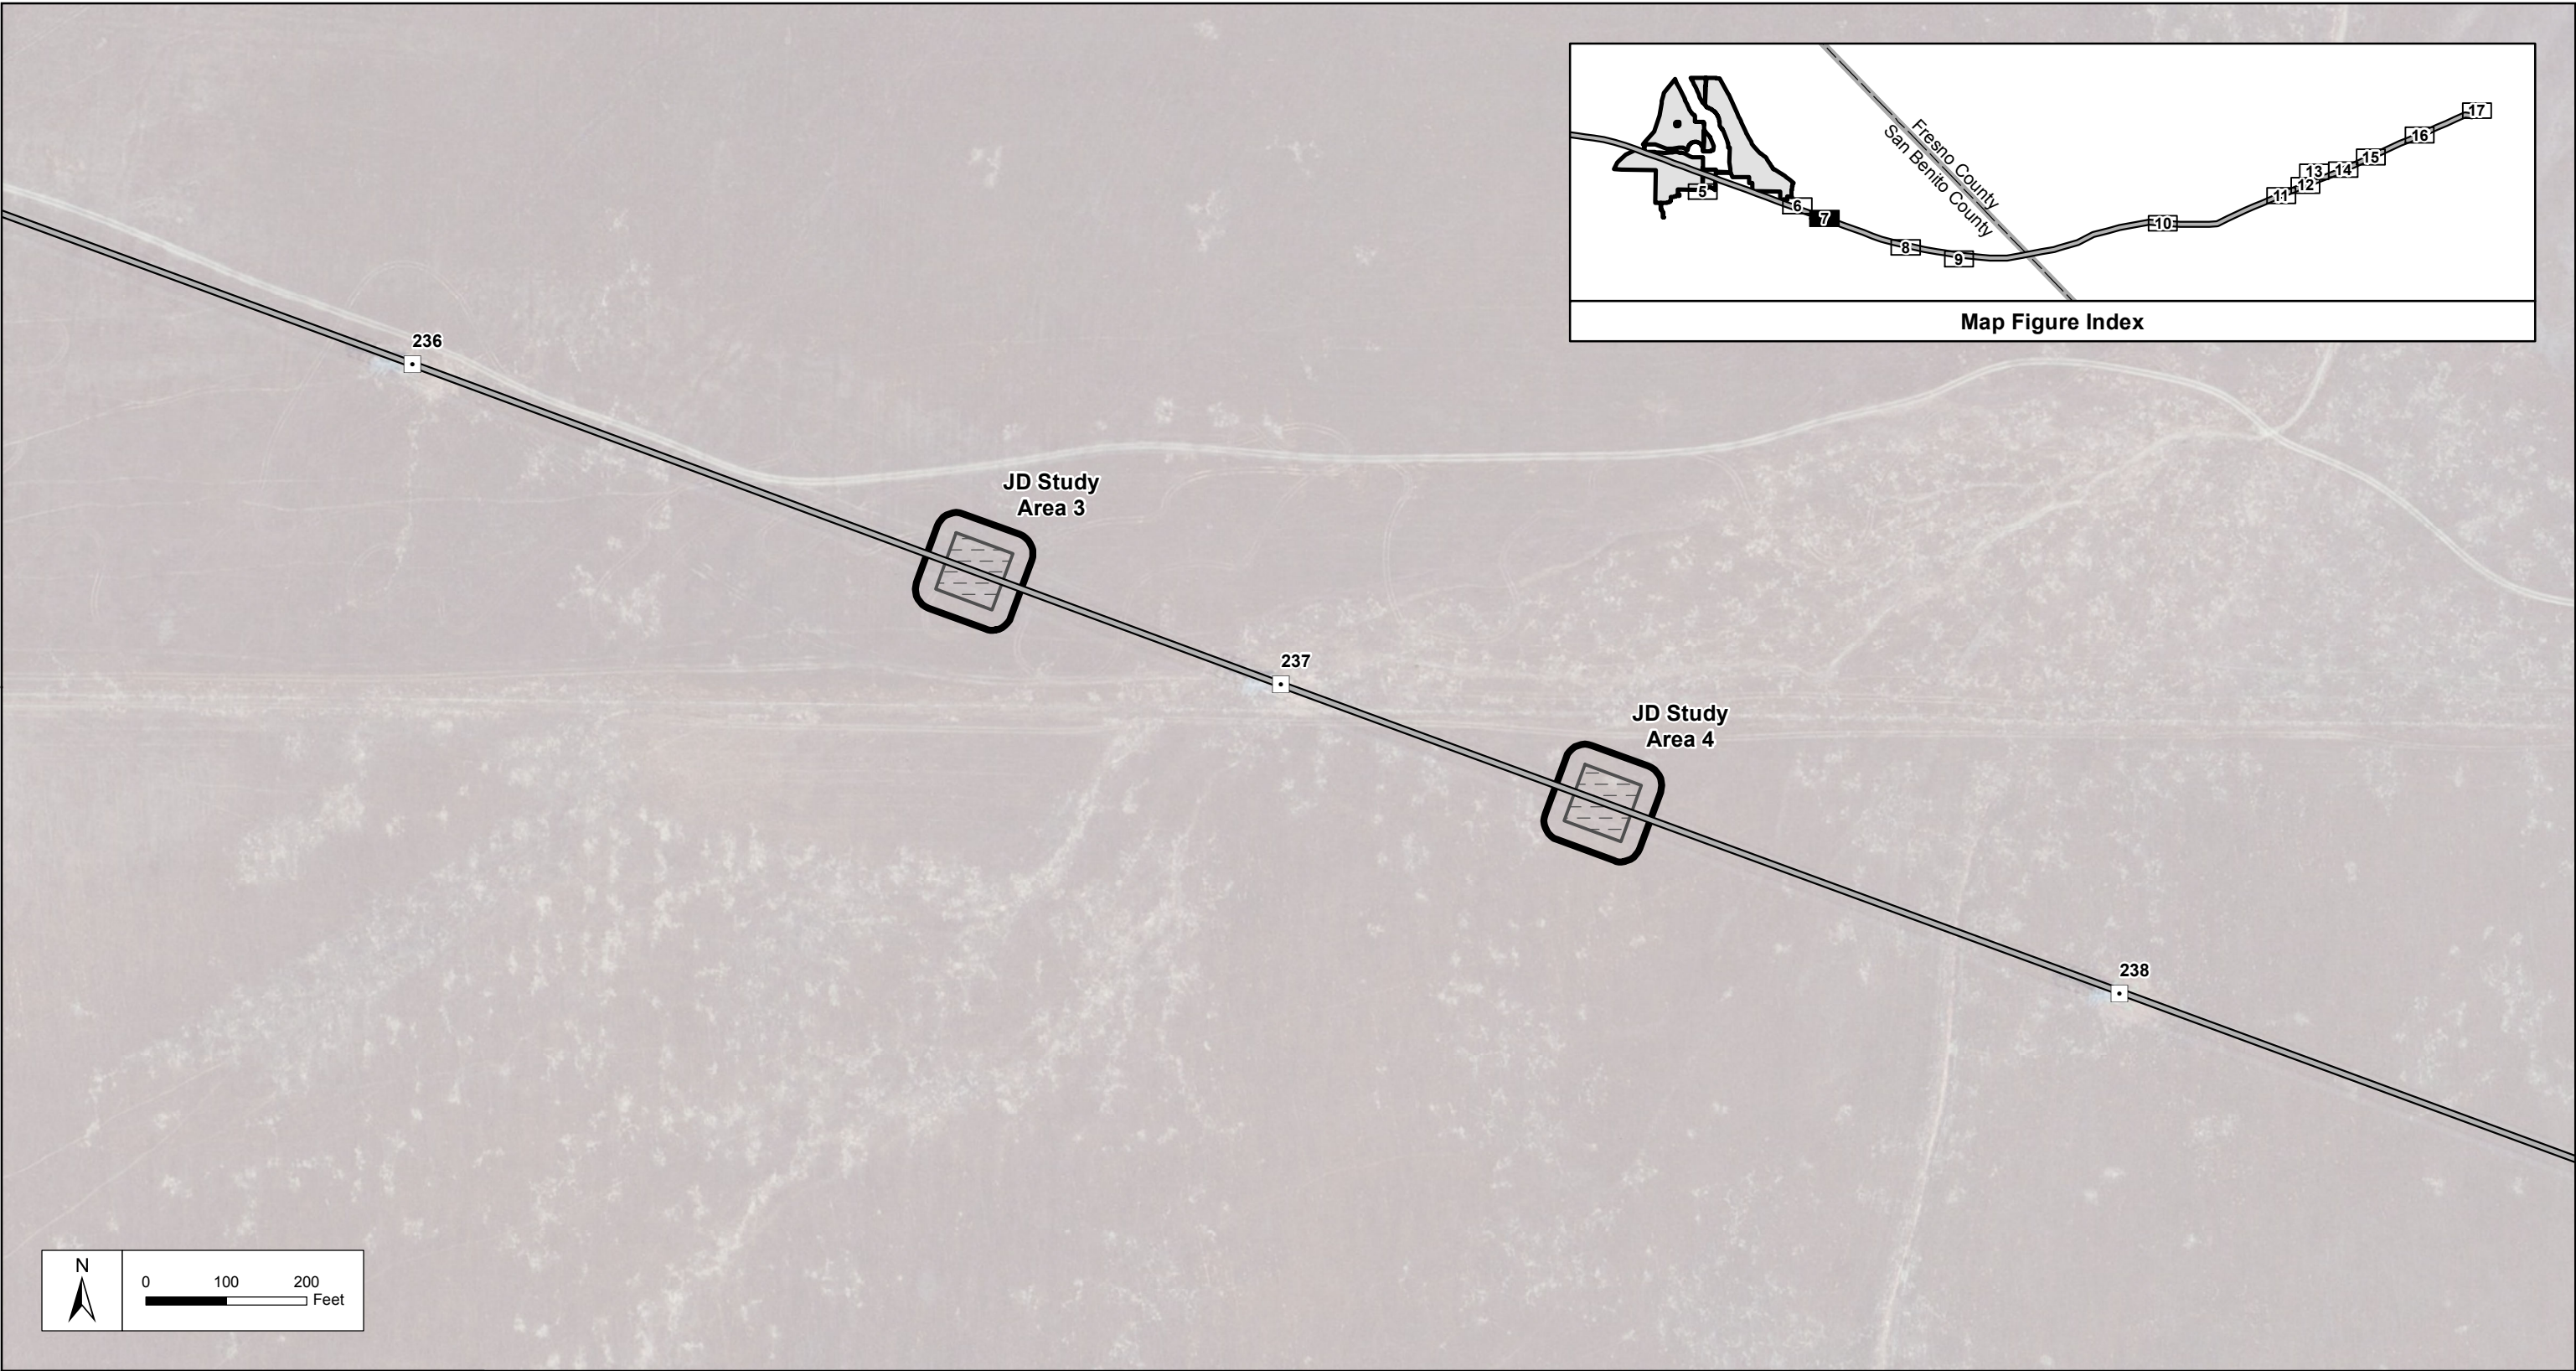 Fresno County
San Benito County
5
6
7
8
9
10
11
12
13
14
15
16
17
Map Figure Index
236
JD Study
Area 3
237
JD Study
Area 4
238
N
0 100 200
Feet